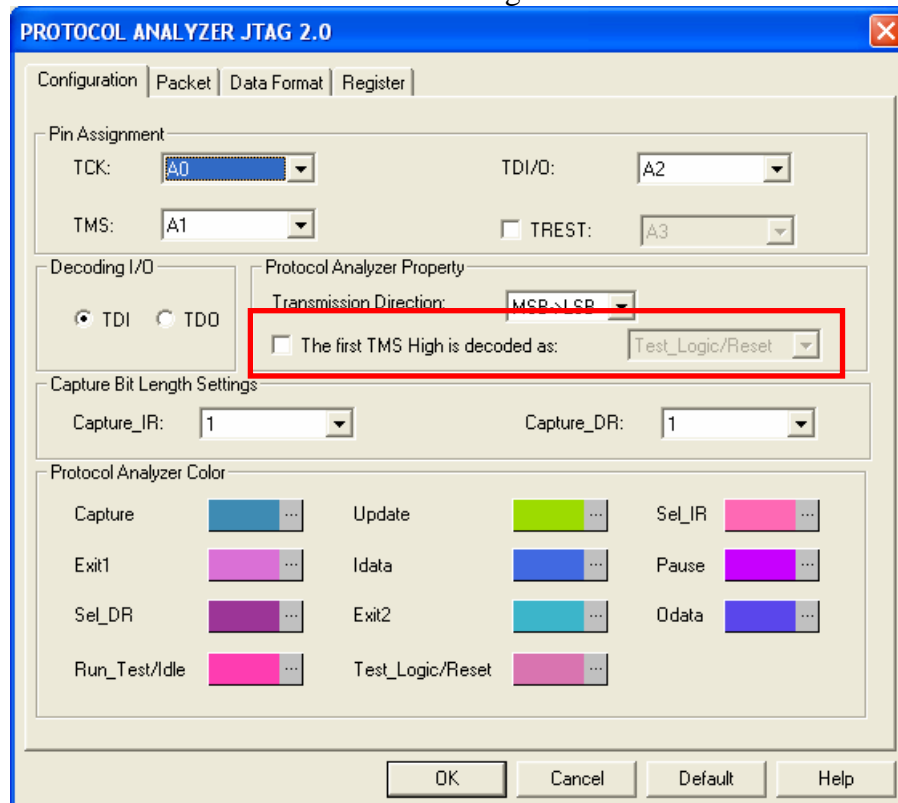 PROTOCOL ANALYZER JTAG 2.0
Configuration Packet Data Format Register
Pin Assignment
TCK: A0 TDI/O: A2
TMS: A1 TREST: A3
Decoding I/O Protocol Analyzer Property
Transmission Direction: MSB->LSB
TDI TDO
The first TMS High is decoded as: Test_Logic/Reset
Capture Bit Length Settings
Capture_IR: 1 Capture_DR: 1
Protocol Analyzer Color
Capture ... Update ... Sel_IR ...
Exit1 ... Idata ... Pause ...
Sel_DR ... Exit2 ... Odata ...
Run_Test/Idle ... Test_Logic/Reset ...
OK Cancel Default Help